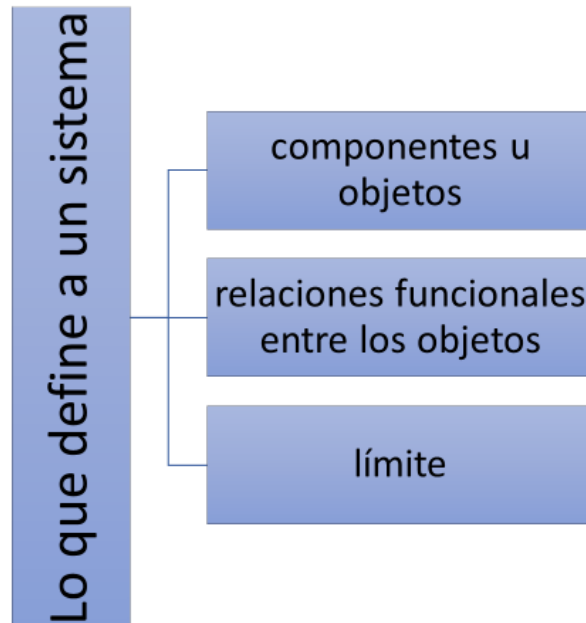 Lo que define a un sistema
componentes u
objetos
relaciones funcionales
entre los objetos
límite